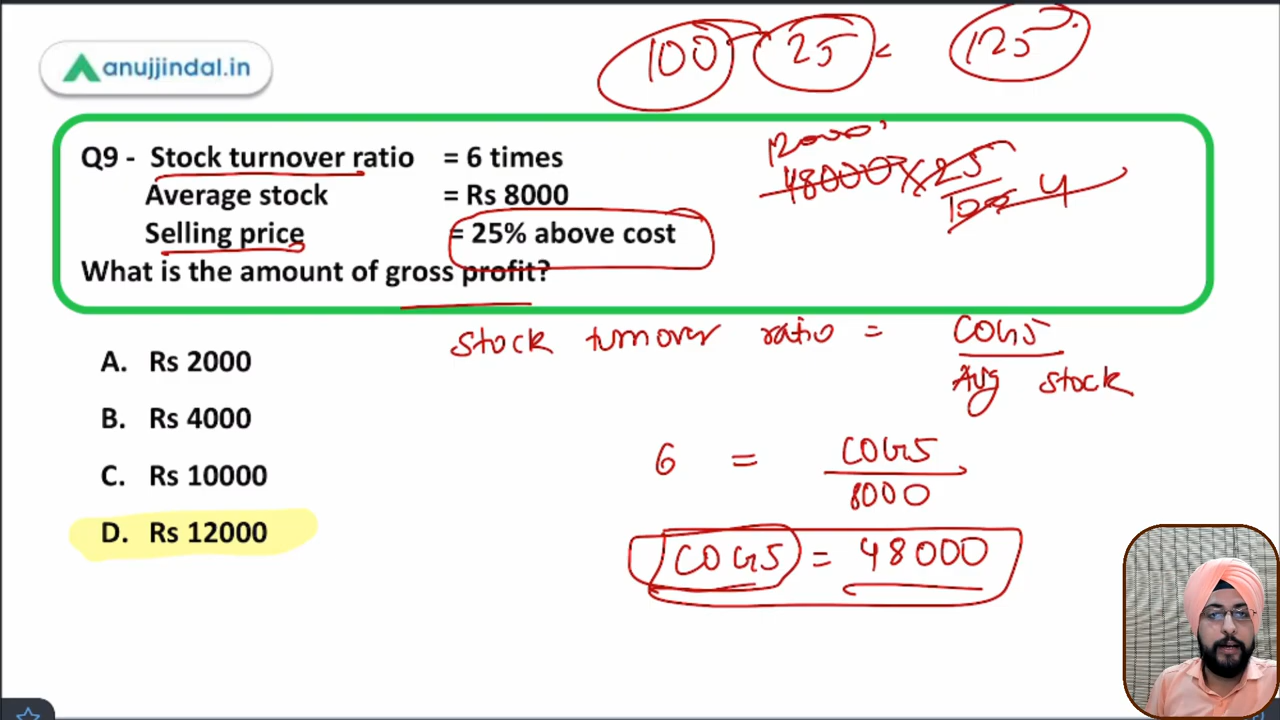 100 25 125
anujjindal.in
12000
48000 x 25
100 4
Q9 - Stock turnover ratio = 6 times
Average stock = Rs 8000
Selling price = 25% above cost
What is the amount of gross profit?
Stock turnover ratio = COGS
Avg stock
A. Rs 2000
B. Rs 4000
6 = COGS
8000
C. Rs 10000
D. Rs 12000
COGS = 48000